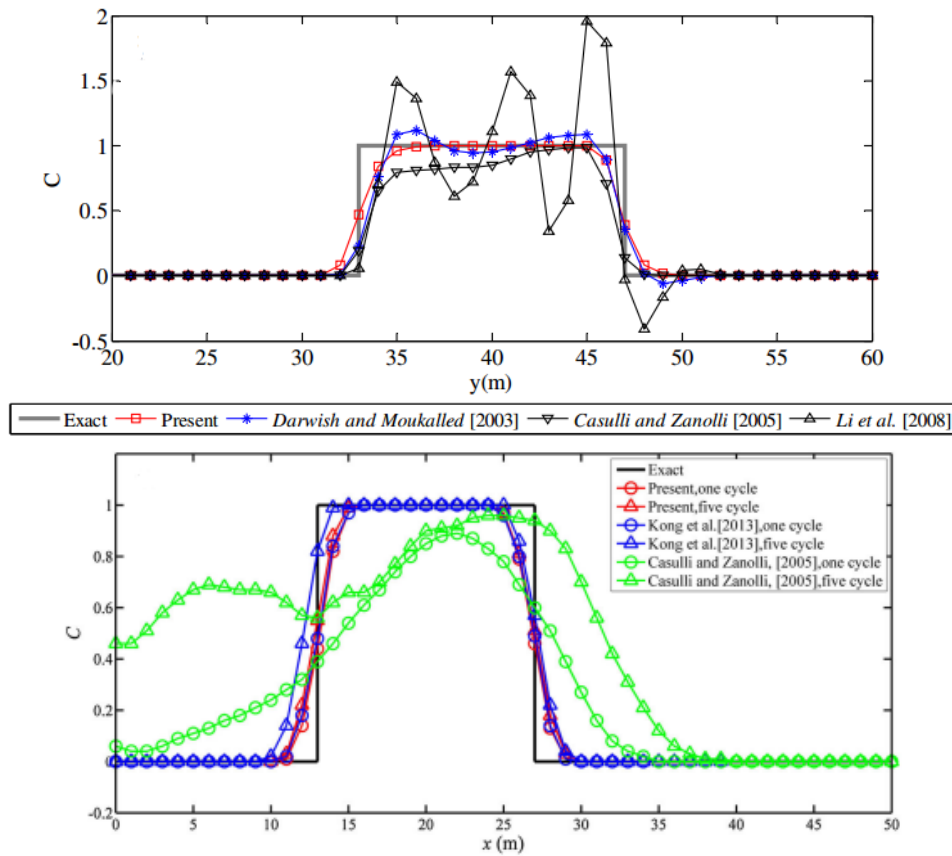 2
1.5
1
0.5
0
-0.5
C
20 25 30 35 40 45 50 55 60
y(m)
Exact Present Darwish and Moukalled [2003] Casulli and Zanolli [2005] Li et al. [2008]
Exact
Present,one cycle
Present,five cycle
Kong et al.[2013],one cycle
Kong et al.[2013],five cycle
Casulli and Zanolli, [2005],one cycle
Casulli and Zanolli, [2005],five cycle
1
0.8
0.6
0.4
0.2
0
-0.2
C
0 5 10 15 20 25 30 35 40 45 50
x (m)